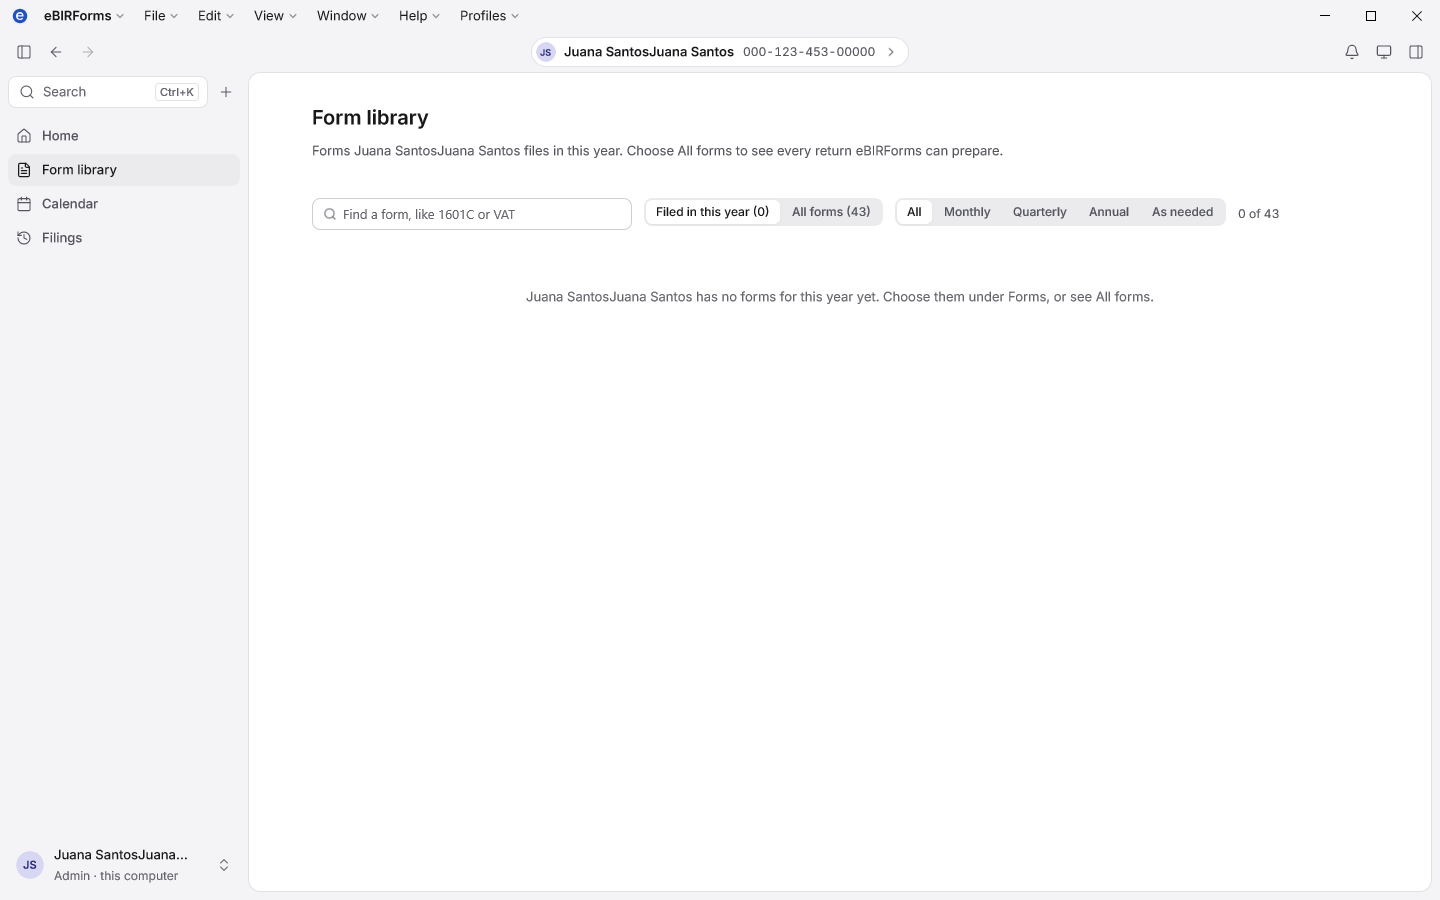 eBIRForms File Edit View Window Help Profiles
JS Juana SantosJuana Santos 000-123-453-00000
Search Ctrl+K
Home
Form library
Calendar
Filings
Form library
Forms Juana SantosJuana Santos files in this year. Choose All forms to see every return eBIRForms can prepare.
Find a form, like 1601C or VAT Filed in this year (0) All forms (43) All Monthly Quarterly Annual As needed 0 of 43
Juana SantosJuana Santos has no forms for this year yet. Choose them under Forms, or see All forms.
JS Juana SantosJuana...
Admin · this computer